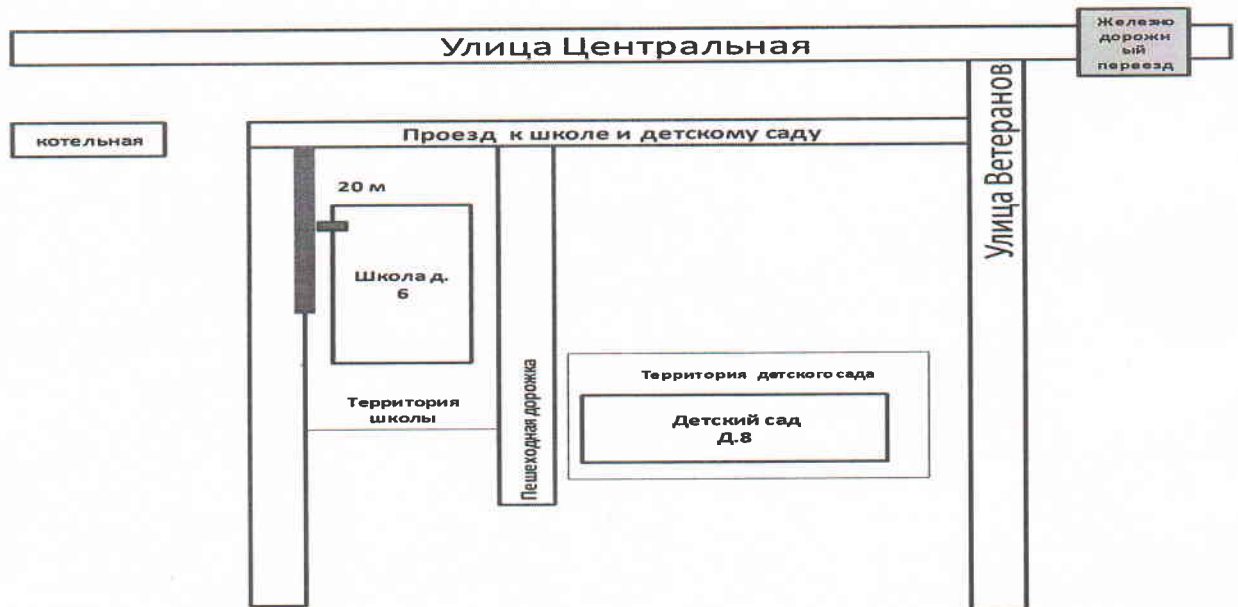 Улица Центральная
Железно
дорожн
ый
переезд
Улица Ветеранов
котельная
Проезд к школе и детскому саду
20 м
Школа д.
6
Территория
школы
Пешеходная дорожка
Территория детского сада
Детский сад
Д.8